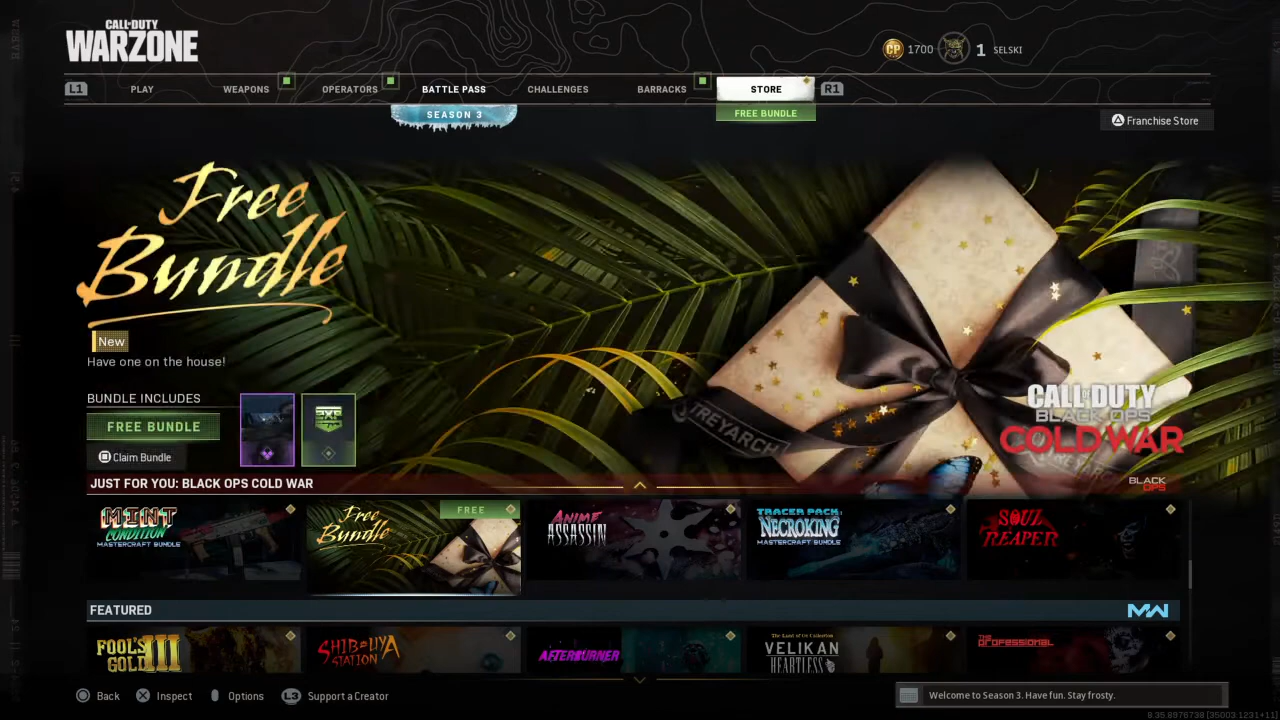 CALL OF DUTY
WARZONE
CP 1700
1 SELSKI
L1
PLAY
WEAPONS
OPERATORS
BATTLE PASS
CHALLENGES
BARRACKS
STORE
R1
SEASON 3
FREE BUNDLE
Franchise Store
Free
Bundle
New
Have one on the house!
BUNDLE INCLUDES
FREE BUNDLE
2XP
Claim Bundle
TREYARCH
CALL OF DUTY
BLACK OPS
COLD WAR
JUST FOR YOU: BLACK OPS COLD WAR
BLACK
OPS
MINT
CONDITION
MASTERCRAFT BUNDLE
Free
Bundle
FREE
ANIME
ASSASSIN
TRACER PACK:
NECROKING
MASTERCRAFT BUNDLE
SOUL
REAPER
FEATURED
MW
FOOL'S
GOLD III
SHIBUYA
STATION
AFTERBURNER
VELIKAN
HEARTLESS
THE
PROFESSIONAL
Back
Inspect
Options
L3 Support a Creator
Welcome to Season 3. Have fun. Stay frosty.